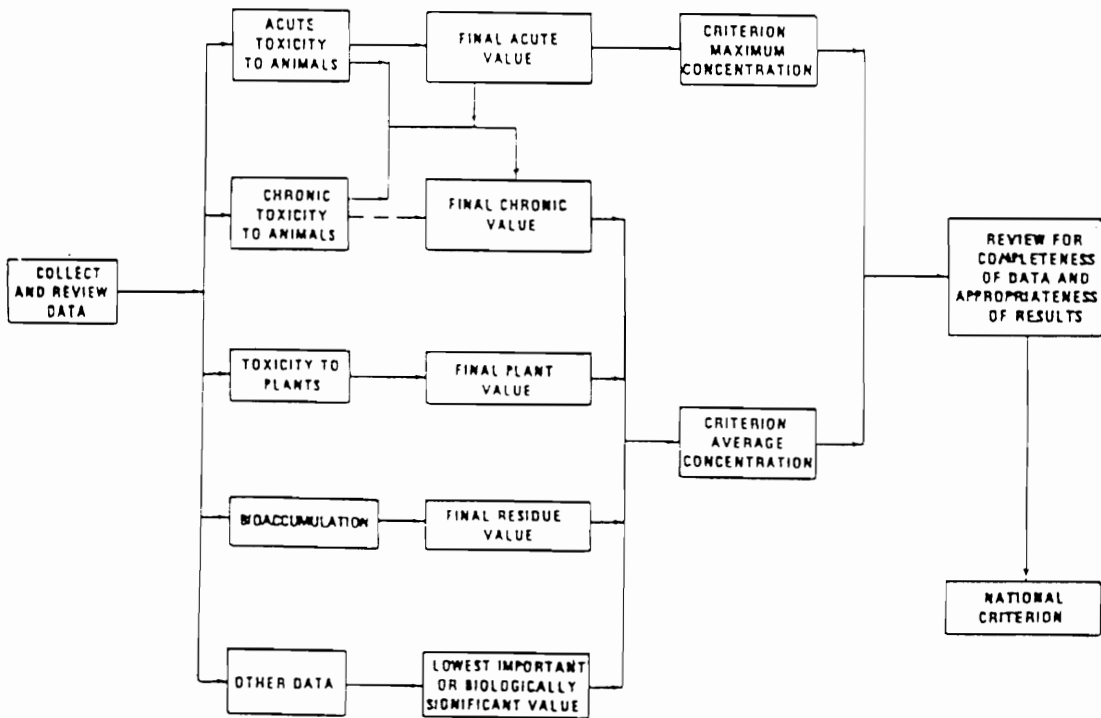 ACUTE
TOXICITY
TO ANIMALS
FINAL ACUTE
VALUE
CRITERION
MAXIMUM
CONCENTRATION
CHRONIC
TOXICITY
TO ANIMALS
FINAL CHRONIC
VALUE
COLLECT
AND REVIEW
DATA
REVIEW FOR
COMPLETENESS
OF DATA AND
APPROPRIATENESS
OF RESULTS
TOXICITY TO
PLANTS
FINAL PLANT
VALUE
CRITERION
AVERAGE
CONCENTRATION
BIOACCUMULATION
FINAL RESIDUE
VALUE
NATIONAL
CRITERION
OTHER DATA
LOWEST IMPORTANT
OR BIOLOGICALLY
SIGNIFICANT VALUE